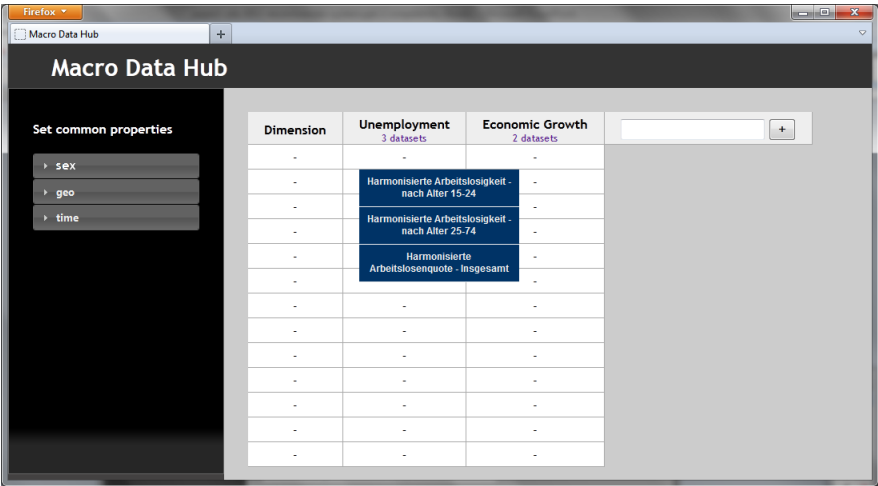 Firefox
Macro Data Hub
+
Macro Data Hub
Set common properties
sex
geo
time
Dimension Unemployment Economic Growth
3 datasets 2 datasets
+
- - -
- Harmonisierte Arbeitslosigkeit - -
nach Alter 15-24
-
- Harmonisierte Arbeitslosigkeit - -
nach Alter 25-74
- Harmonisierte -
Arbeitslosenquote - Insgesamt
- -
- - -
- - -
- - -
- - -
- - -
- - -
- - -